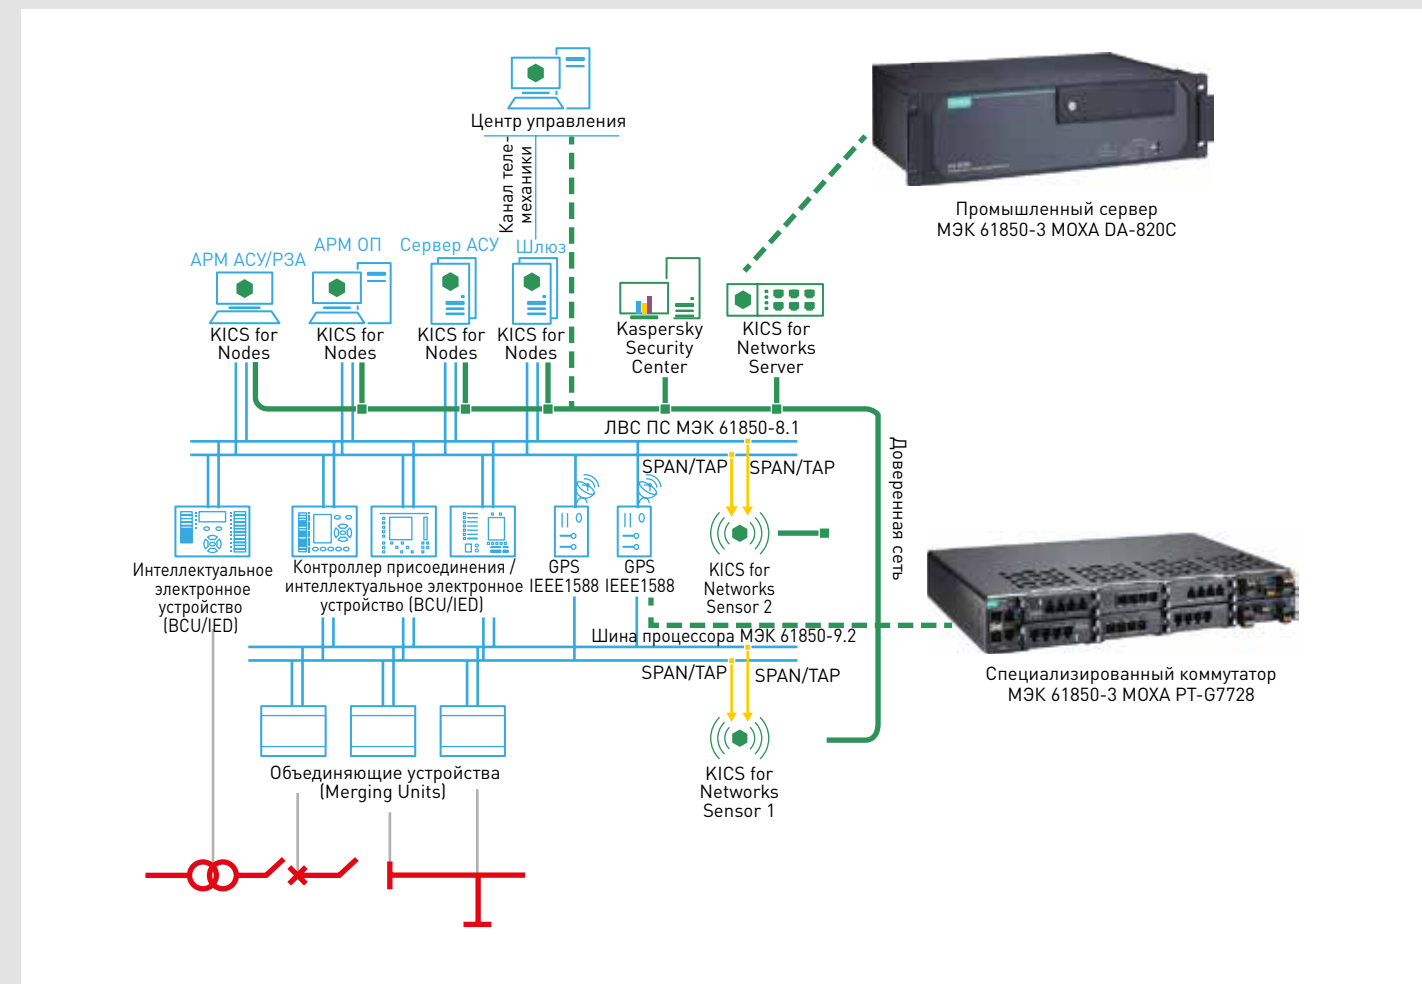 Центр управления
Канал теле-
механики
Промышленный сервер
МЭК 61850-3 MOXA DA-820C
АРМ АСУ/РЗА
АРМ ОП
Сервер АСУ
Шлюз
KICS for
Nodes
KICS for
Nodes
KICS for
Nodes
KICS for
Nodes
Kaspersky
Security
Center
KICS for
Networks
Server
ЛВС ПС МЭК 61850-8.1
SPAN/TAP
SPAN/TAP
Доверенная сеть
Интеллектуальное
электронное
устройство
(BCU/IED)
Контроллер присоединения /
интеллектуальное электронное
устройство (BCU/IED)
GPS
IEEE1588
GPS
IEEE1588
KICS for
Networks
Sensor 2
Шина процессора МЭК 61850-9.2
SPAN/TAP
SPAN/TAP
Специализированный коммутатор
МЭК 61850-3 MOXA PT-G7728
Объединяющие устройства
(Merging Units)
KICS for
Networks
Sensor 1